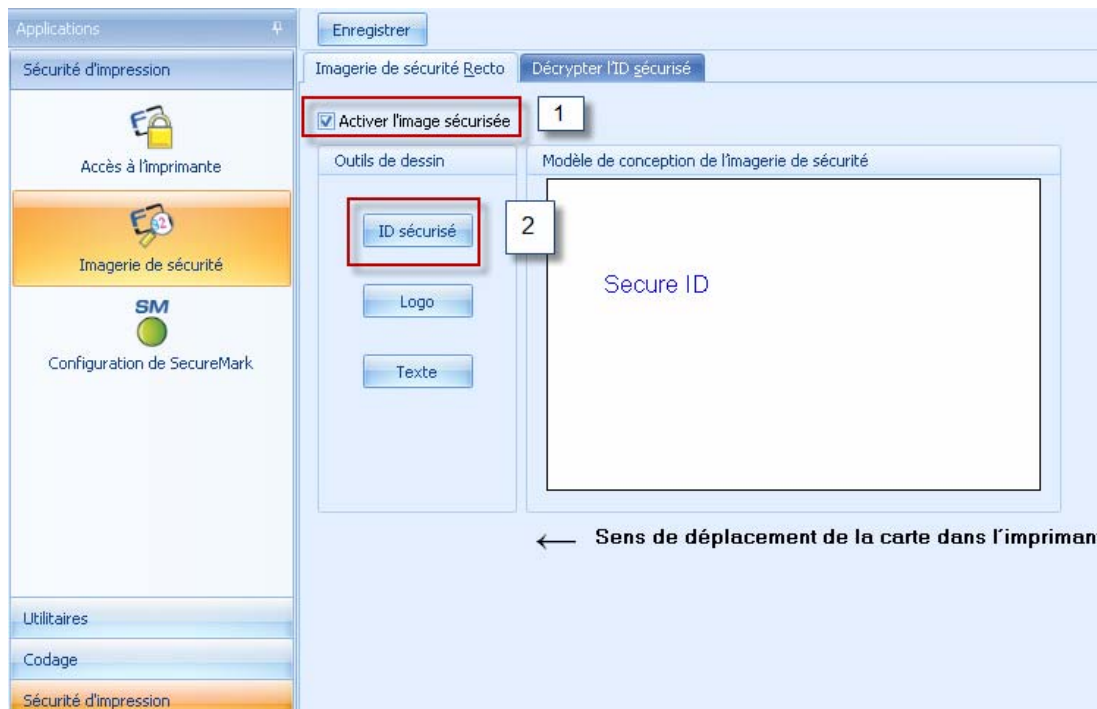 Applications
Enregistrer
Sécurité d'impression
Imagerie de sécurité Recto
Décrypter l'ID sécurisé
Activer l'image sécurisée
1
Outils de dessin
Modèle de conception de l'imagerie de sécurité
Accès à l'imprimante
ID sécurisé
2
Imagerie de sécurité
Secure ID
Logo
SM
Configuration de SecureMark
Texte
← Sens de déplacement de la carte dans l'impriman
Utilitaires
Codage
Sécurité d'impression